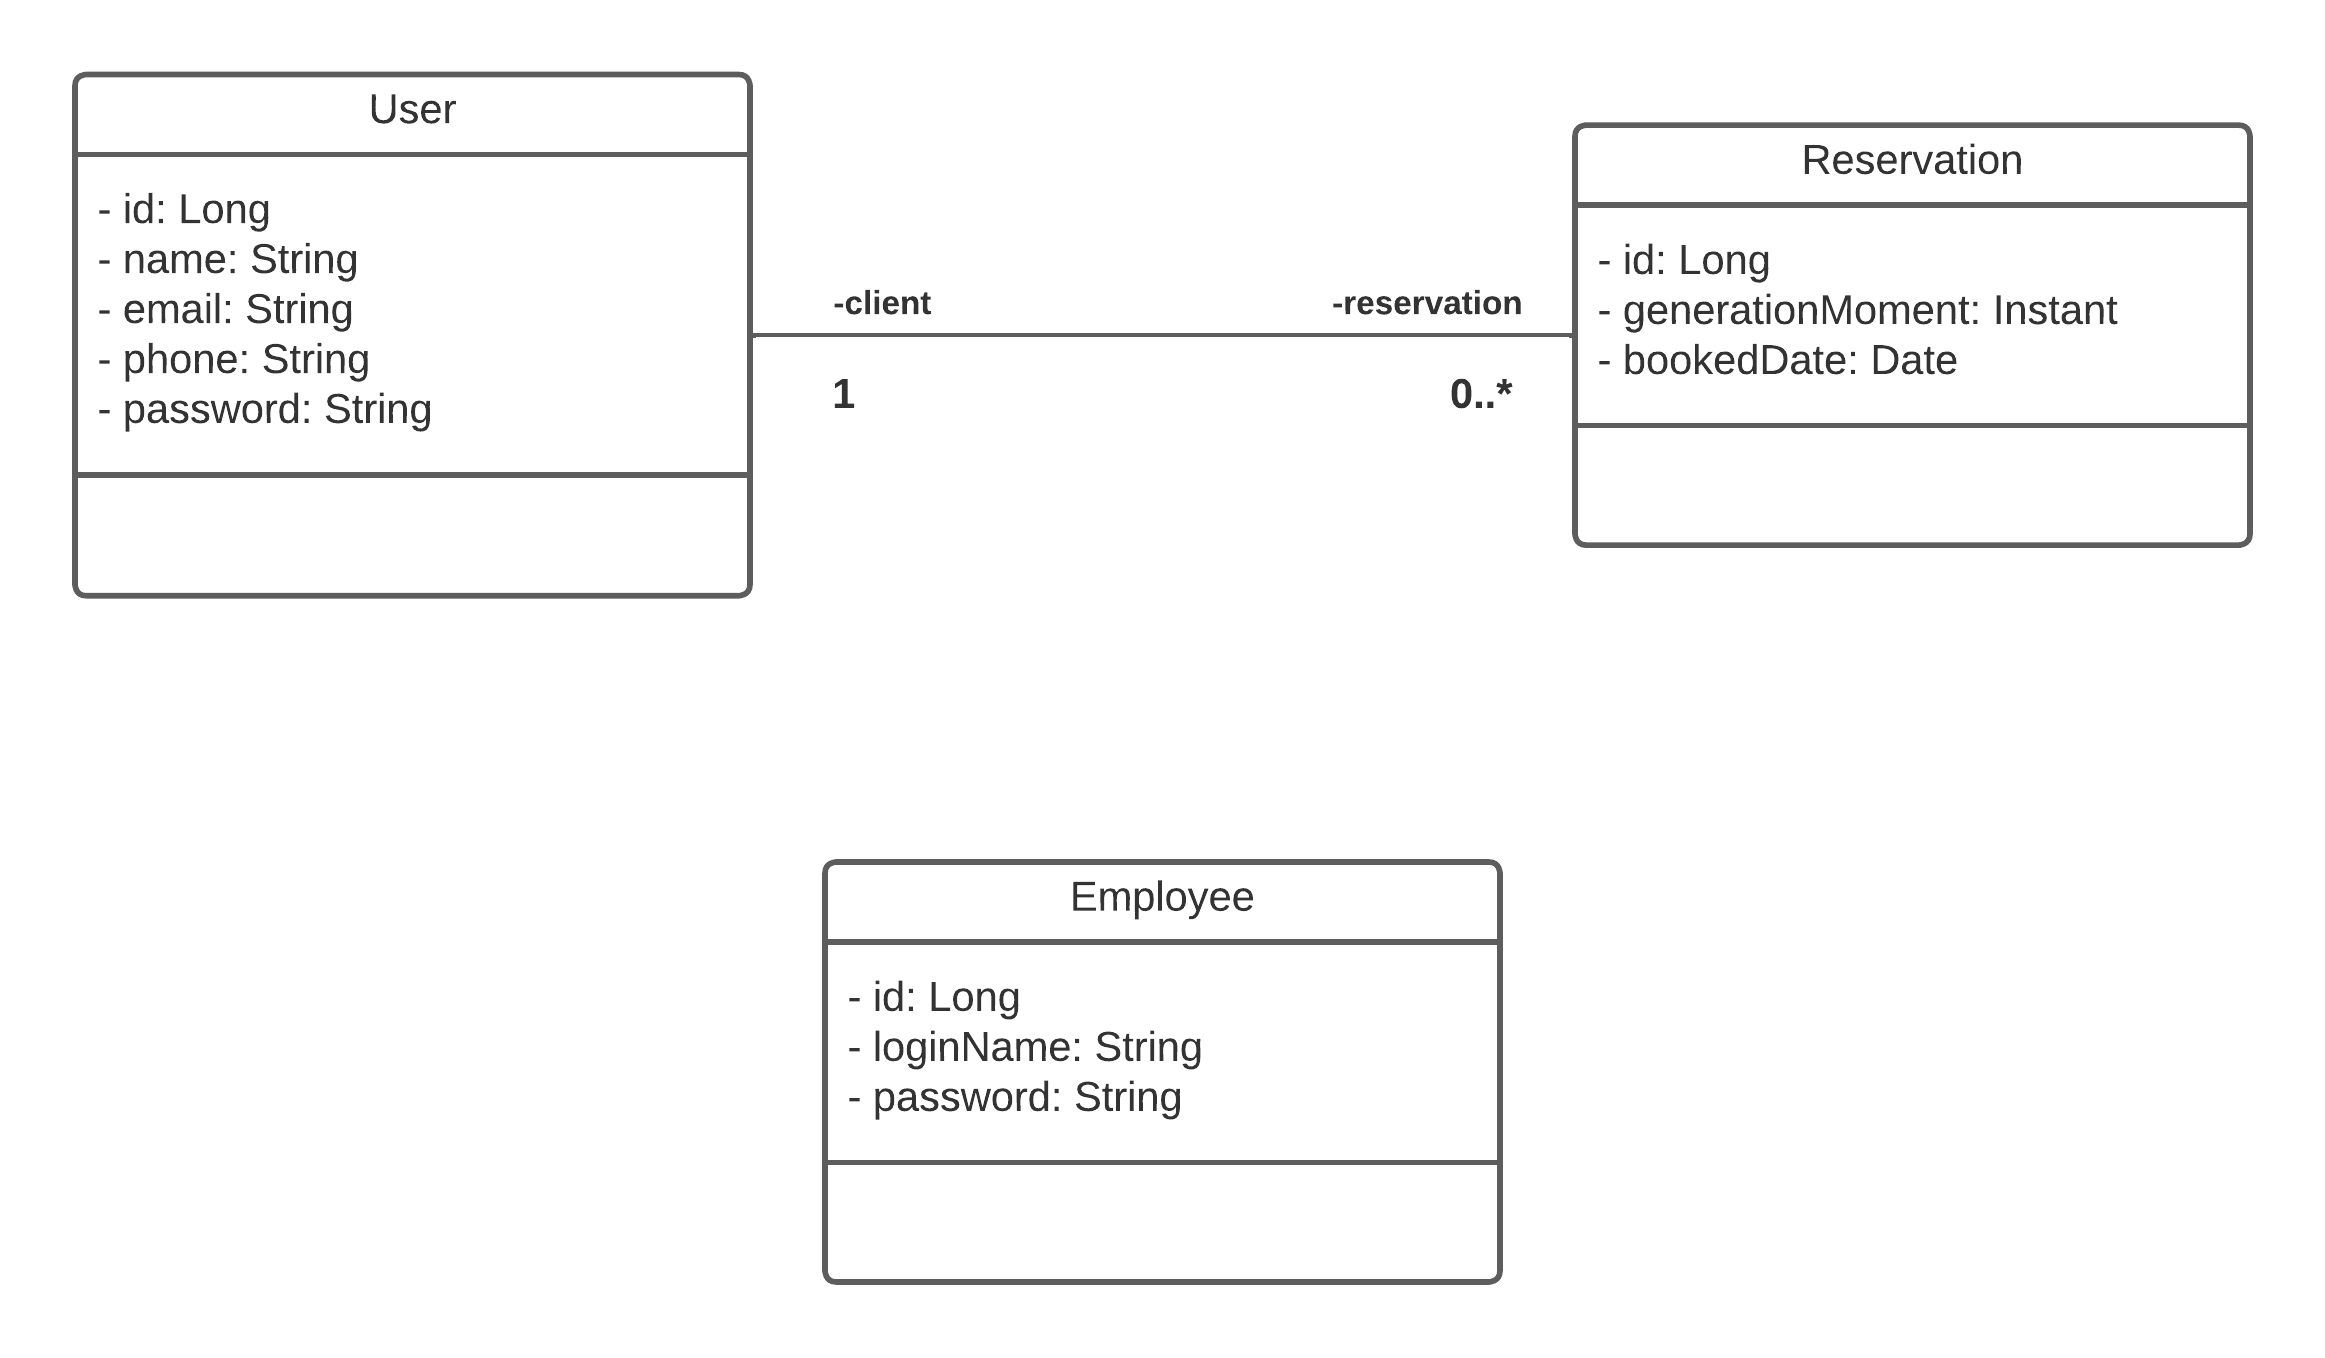 User
- id: Long
- name: String
- email: String
- phone: String
- password: String
-client
1
-reservation
0..*
Reservation
- id: Long
- generationMoment: Instant
- bookedDate: Date
Employee
- id: Long
- loginName: String
- password: String